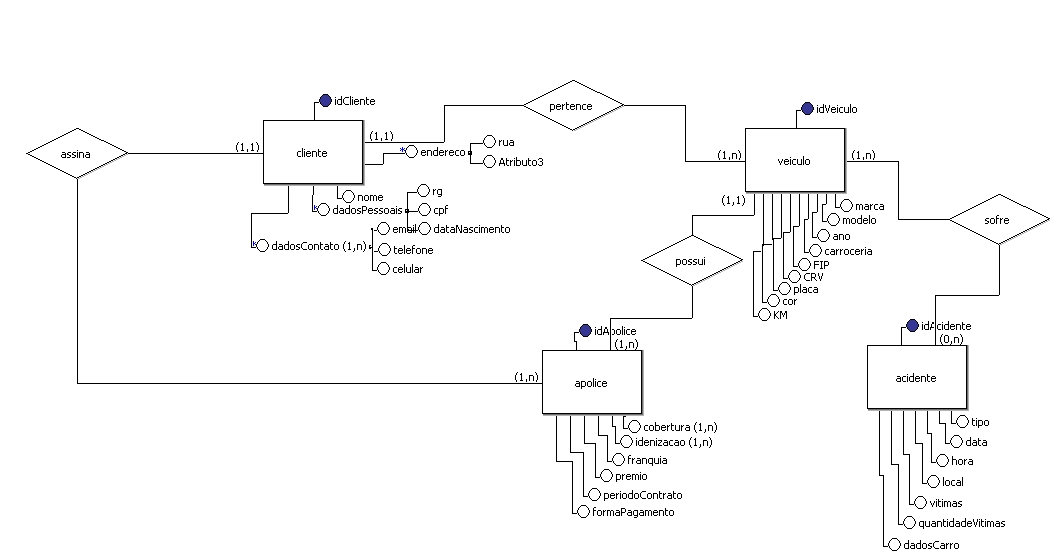 idCliente
pertence
idVeiculo
(1,1)
rua
assina
(1,1)
cliente
* endereco
(1,n)
veiculo
(1,n)
Atributo3
rg
nome
(1,1)
marca
* dadosPessoais
cpf
modelo
sofre
email
dataNascimento
ano
* dadosContato (1,n)
telefone
carroceria
possui
FIP
celular
CRV
placa
cor
KM
idApolice
idAcidente
(1,n)
(0,n)
(1,n)
apolice
acidente
cobertura (1,n)
tipo
idenizacao (1,n)
data
franquia
hora
premio
local
periodoContrato
vitimas
formaPagamento
quantidadeVitimas
dadosCarro